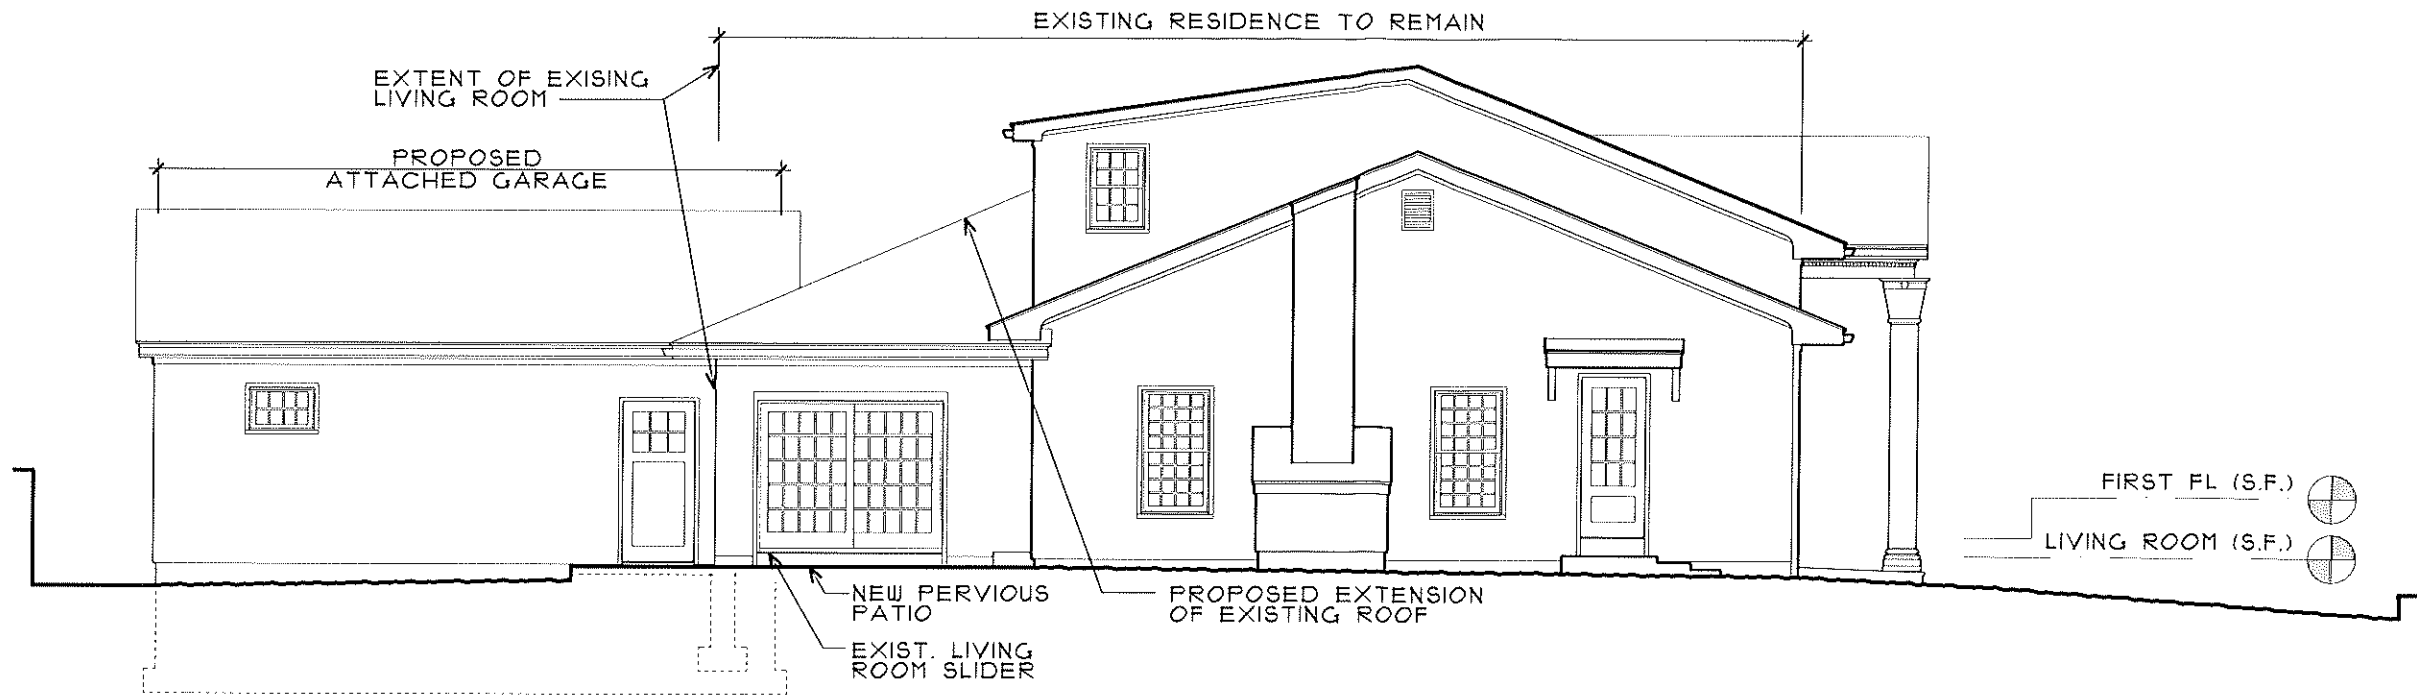 EXISTING RESIDENCE TO REMAIN
EXTENT OF EXISING
LIVING ROOM
PROPOSED
ATTACHED GARAGE
FIRST FL (S.F.)
LIVING ROOM (S.F.)
NEW PERVIOUS
PATIO
PROPOSED EXTENSION
OF EXISTING ROOF
EXIST. LIVING
ROOM SLIDER